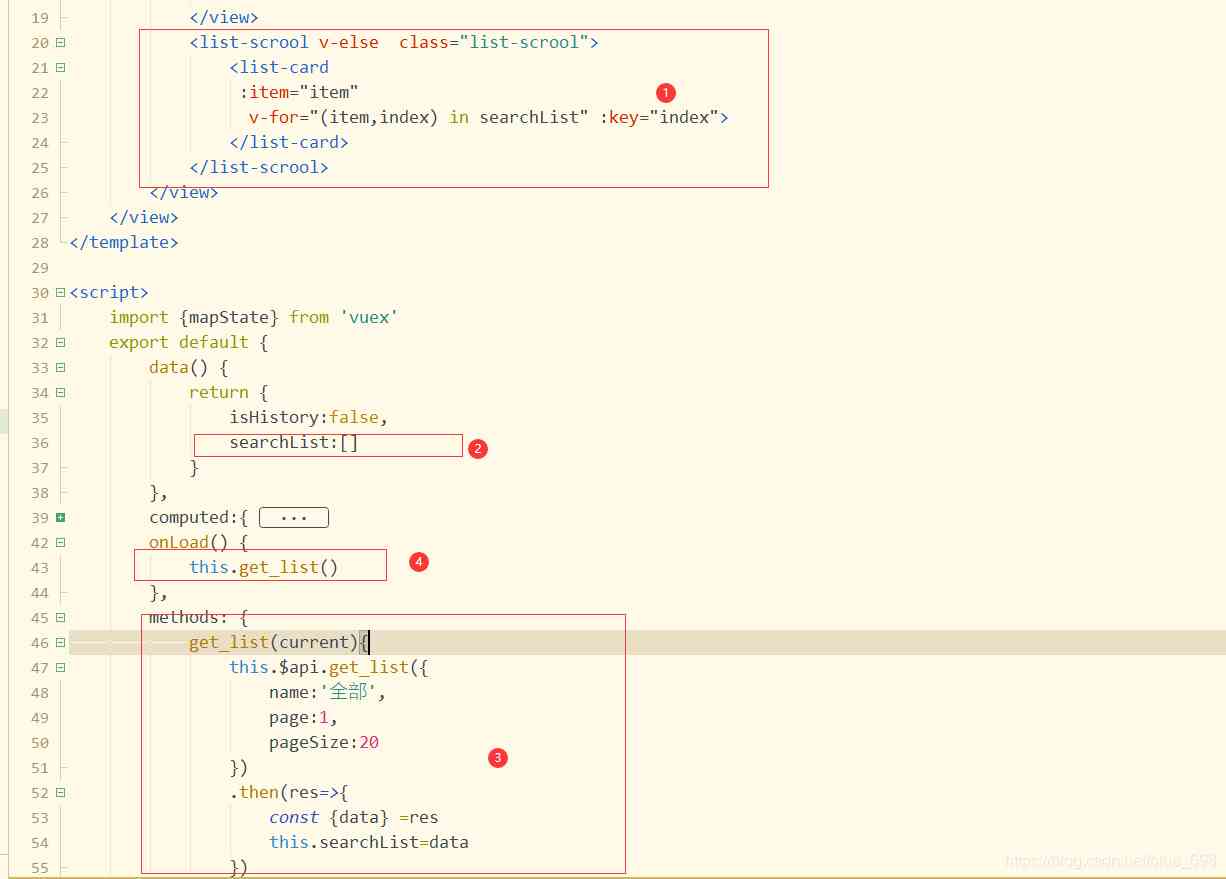 19 </view>
20 <list-scrool v-else  class="list-scrool">
21 <list-card
22 :item="item"
23 v-for="(item,index) in searchList" :key="index">
1
24 </list-card>
25 </list-scrool>
26 </view>
27 </view>
28 </template>
29
30 <script>
31 import {mapState} from 'vuex'
32 export default {
33 data() {
34 return {
35 isHistory:false,
36 searchList:[]
2
37 }
38 },
39 computed:{ ...
42 onLoad() {
43 this.get_list()
4
44 },
45 methods: {
46 get_list(current){
47 this.$api.get_list({
48 name:'全部',
49 page:1,
50 pageSize:20
3
51 })
52 .then(res=>{
53 const {data} =res
54 this.searchList=data
55 })